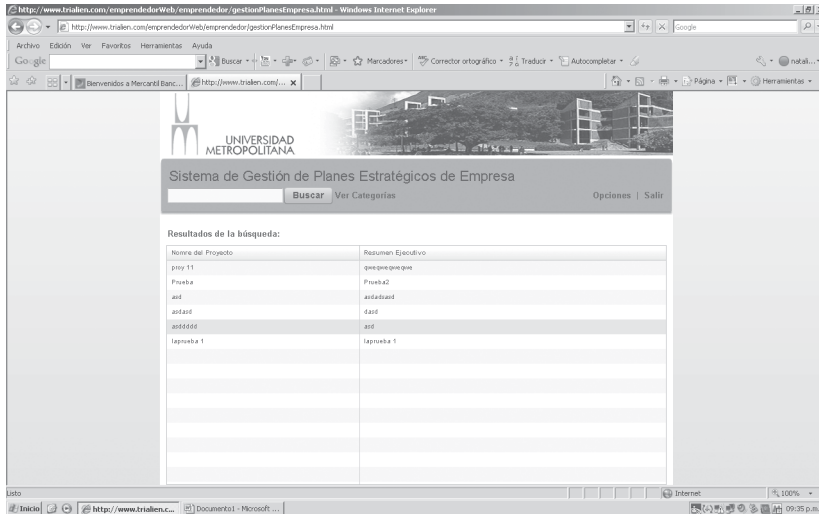 http://www.trialien.com/emprendedorWeb/emprendedor/gestionPlanesEmpresa.html - Windows Internet Explorer
http://www.trialien.com/emprendedorWeb/emprendedor/gestionPlanesEmpresa.html Google
Archivo Edición Ver Favoritos Herramientas Ayuda
Google Buscar Marcadores Corrector ortográfico Traducir Autocompletar natali...
Bienvenidos a Mercantil Banc... http://www.trialien.com/... Página Herramientas
UNIVERSIDAD
METROPOLITANA
Sistema de Gestión de Planes Estratégicos de Empresa
Buscar Ver Categorías Opciones | Salir
Resultados de la búsqueda:
Nomre del Proyecto Resumen Ejecutivo
proy 11 qweqweqweqwe
Prueba Prueba2
asd asdadsasd
asdasd dasd
asddddd asd
laprueba 1 laprueba 1
Listo Internet 100%
Inicio http://www.trialien.c... Documento1 - Microsoft ... 09:35 p.m.